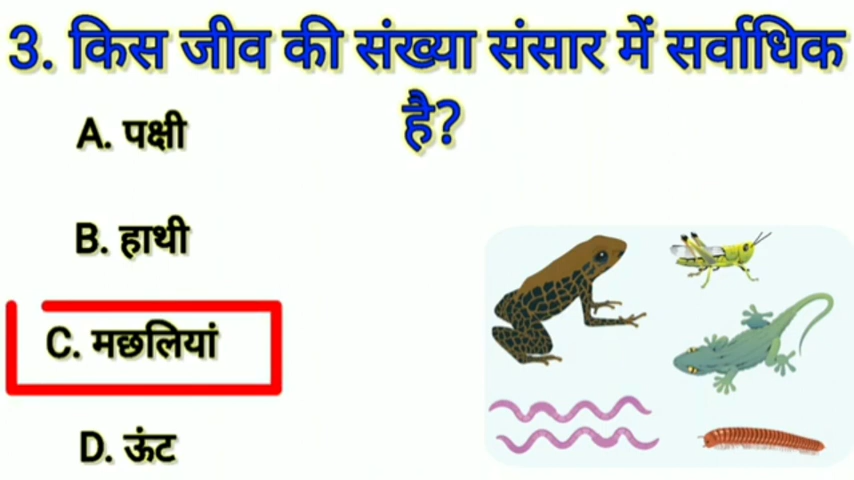 3. किस जीव की संख्या संसार में सर्वाधिक
है?
A. पक्षी
B. हाथी
C. मछलियां
D. ऊंट